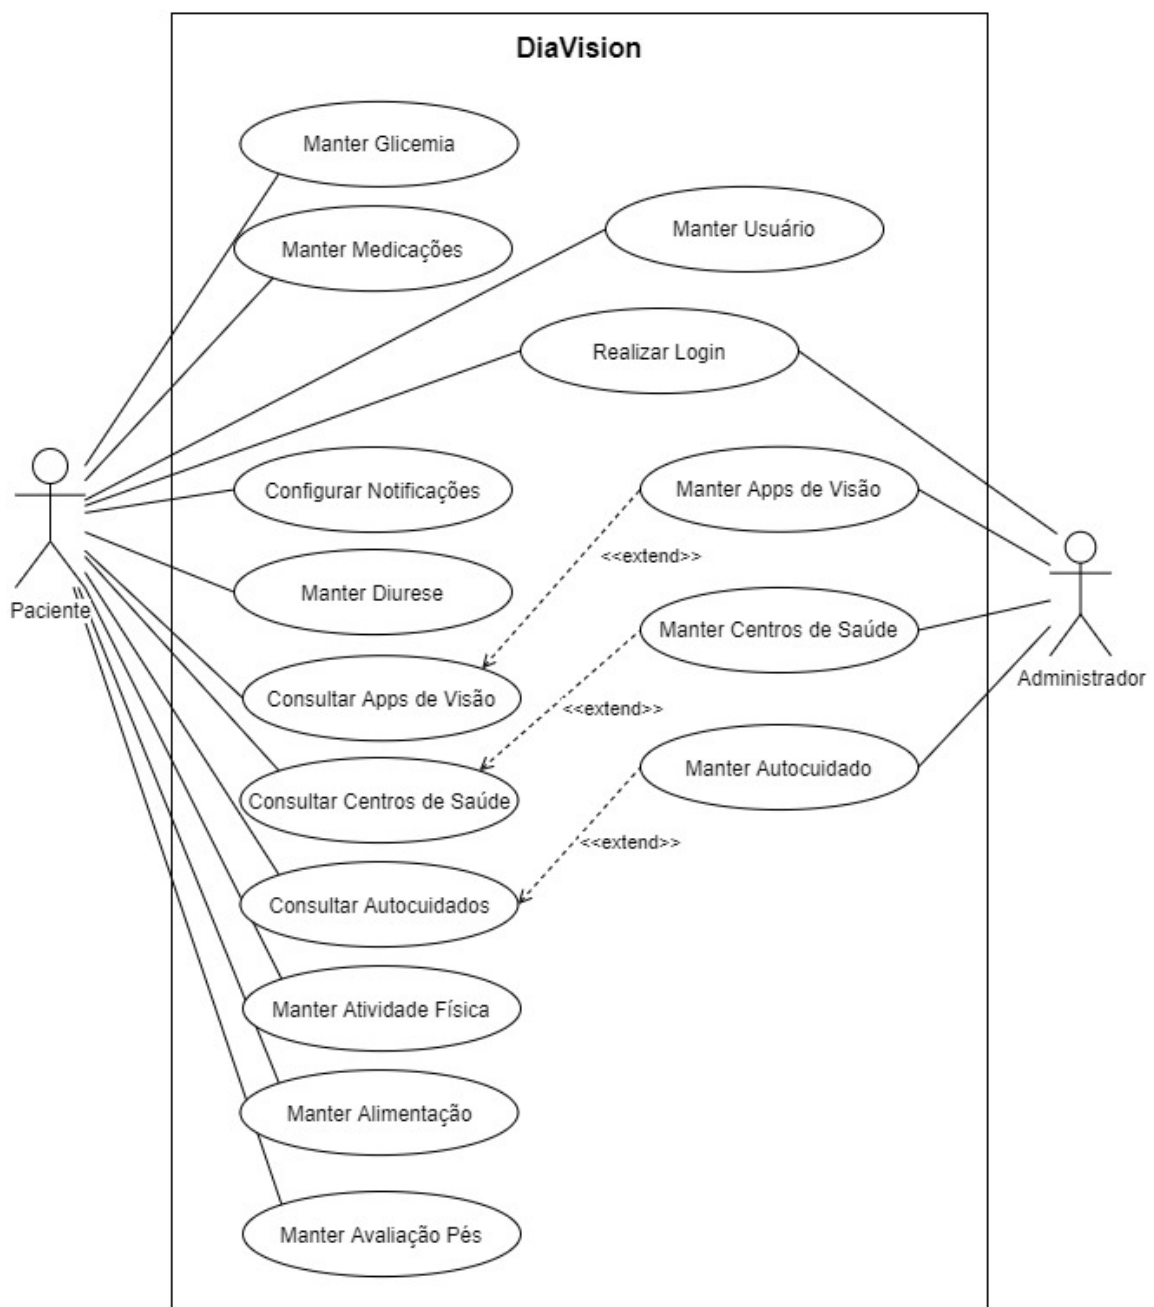 DiaVision
Manter Glicemia
Manter Usuário
Manter Medicações
Realizar Login
Configurar Notificações
Manter Apps de Visão
<<extend>>
Manter Diurese
Paciente
Manter Centros de Saúde
Administrador
Consultar Apps de Visão
<<extend>>
Manter Autocuidado
Consultar Centros de Saúde
<<extend>>
Consultar Autocuidados
Manter Atividade Física
Manter Alimentação
Manter Avaliação Pés